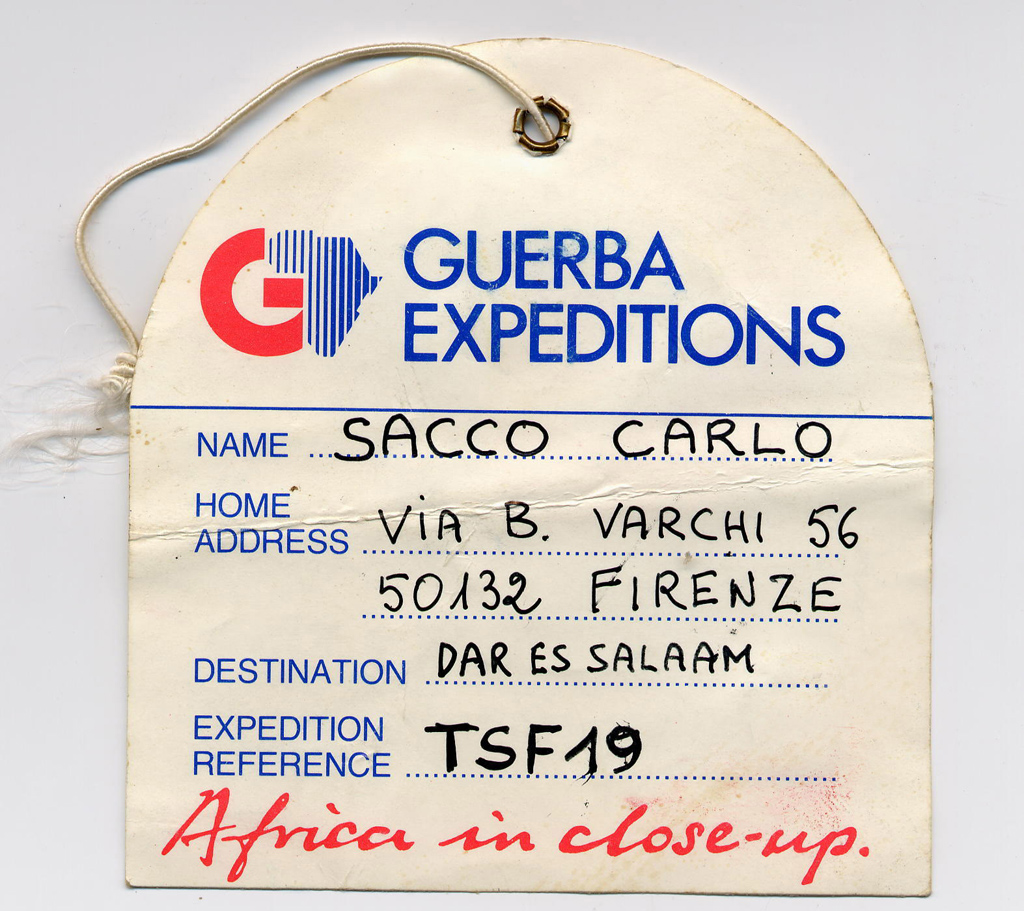 GUERBA
EXPEDITIONS
NAME SACCO CARLO
HOME
ADDRESS VIA B. VARCHI 56
50132 FIRENZE
DESTINATION DAR ES SALAAM
EXPEDITION
REFERENCE TSF19
Africa in close-up.